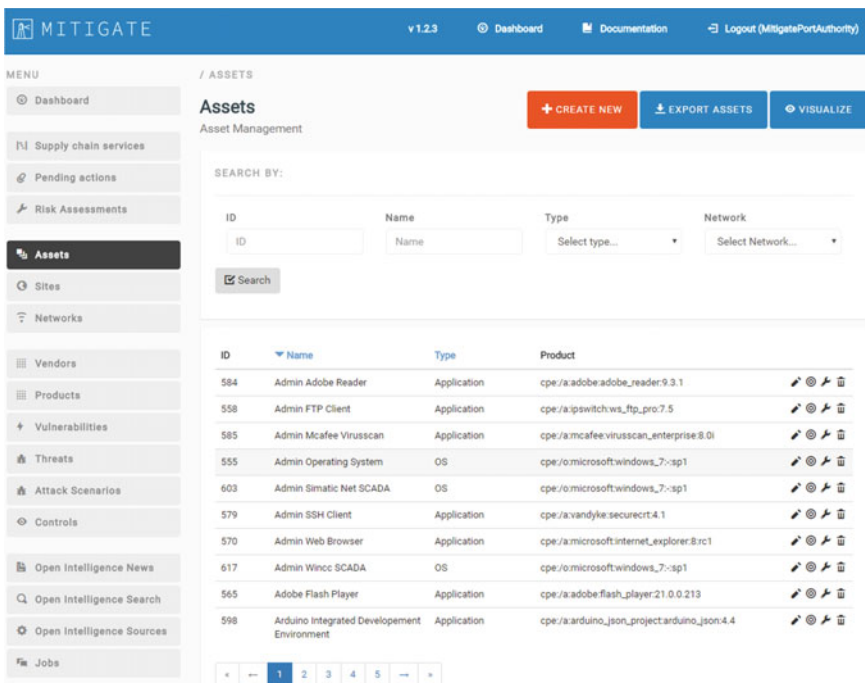 MITIGATE
v 1.2.3
Dashboard
Documentation
Logout (MitigatePortAuthority)
MENU
Dashboard
Supply chain services
Pending actions
Risk Assessments
Assets
Sites
Networks
Vendors
Products
Vulnerabilities
Threats
Attack Scenarios
Controls
Open Intelligence News
Open Intelligence Search
Open Intelligence Sources
Jobs
/ ASSETS
Assets
Asset Management
CREATE NEW
EXPORT ASSETS
VISUALIZE
SEARCH BY:
ID Name Type Network
ID Name Select type... Select Network...
Search
ID Name Type Product
584 Admin Adobe Reader Application cpe:/a:adobe:adobe_reader:9.3.1
558 Admin FTP Client Application cpe:/a:ipswitch:ws_ftp_pro:7.5
585 Admin Mcafee Virusscan Application cpe:/a:mcafee:virusscan_enterprise:8.0i
555 Admin Operating System OS cpe:/o:microsoft:windows_7:-:sp1
603 Admin Simatic Net SCADA OS cpe:/o:microsoft:windows_7:-:sp1
579 Admin SSH Client Application cpe:/a:vandyke:securecrt:4.1
570 Admin Web Browser Application cpe:/a:microsoft:internet_explorer:8:rc1
617 Admin Wincc SCADA OS cpe:/o:microsoft:windows_7:-:sp1
565 Adobe Flash Player Application cpe:/a:adobe:flash_player:21.0.0.213
598 Arduino Integrated Developement Application cpe:/a:arduino_json_project:arduino_json:4.4
Environment
« ← 1 2 3 4 5 → »